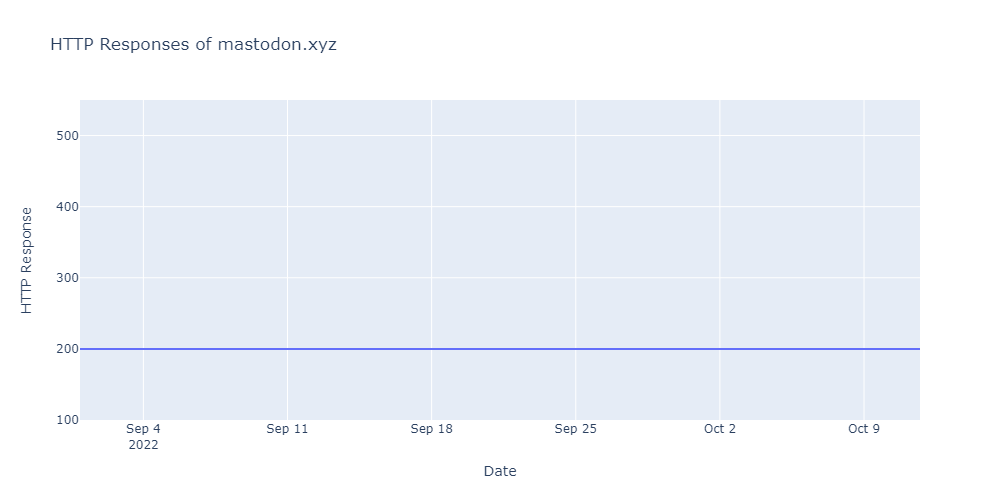 HTTP Responses of mastodon.xyz
500
400
300
200
100
HTTP Response
Sep 4
2022
Sep 11
Sep 18
Sep 25
Oct 2
Oct 9
Date